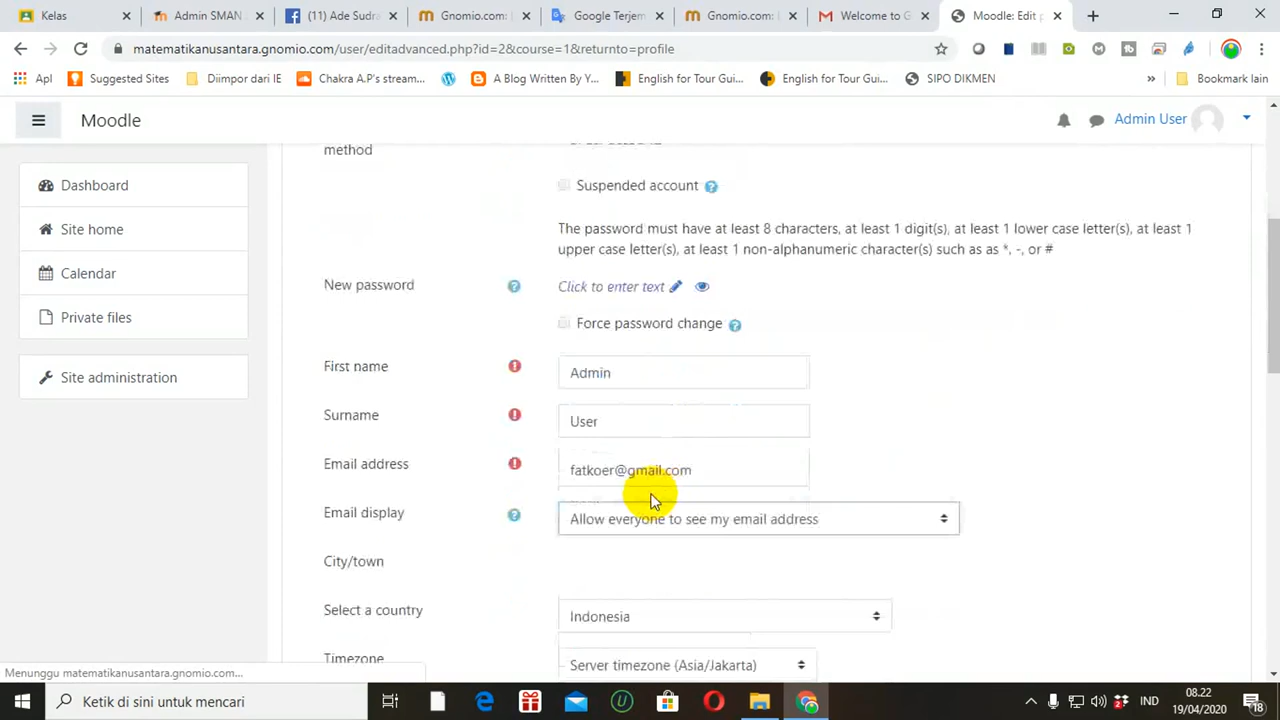 Kelas
Admin SMAN
(11) Ade Sudra
Gnomio.com: L
Google Terjem
Gnomio.com: L
Welcome to G
Moodle: Edit p
matematikanusantara.gnomio.com/user/editadvanced.php?id=2&course=1&returnto=profile
Apl
Suggested Sites
Diimpor dari IE
Chakra A.P's stream...
A Blog Written By Y...
English for Tour Gui...
English for Tour Gui...
SIPO DIKMEN
»
Bookmark lain
Moodle
Admin User
Dashboard
Site home
Calendar
Private files
Site administration
method
Suspended account
The password must have at least 8 characters, at least 1 digit(s), at least 1 lower case letter(s), at least 1
upper case letter(s), at least 1 non-alphanumeric character(s) such as as *, -, or #
New password
Click to enter text
Force password change
First name
Admin
Surname
User
Email address
fatkoer@gmail.com
Email display
Allow everyone to see my email address
City/town
Select a country
Indonesia
Timezone
Server timezone (Asia/Jakarta)
Menunggu matematikanusantara.gnomio.com...
Ketik di sini untuk mencari
IND
08.22
19/04/2020
18